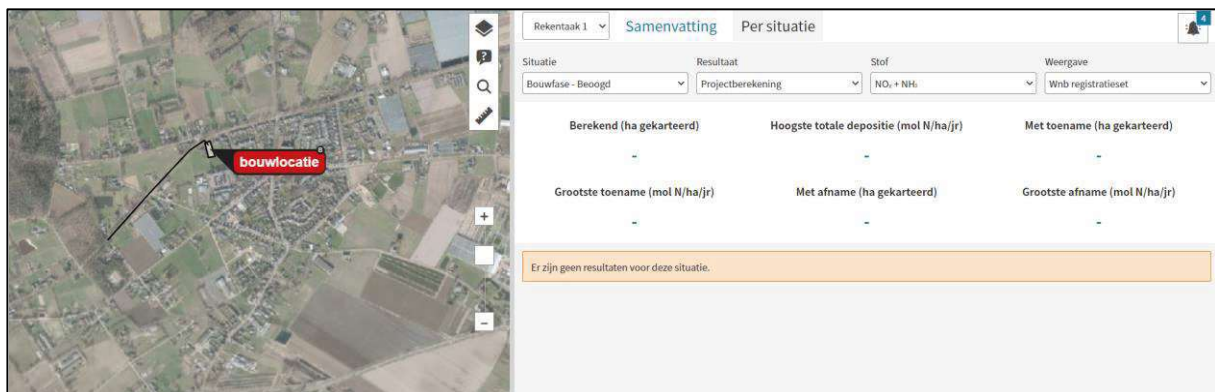 bouwlocatie
+
-
Rekentaak 1 Samenvatting Per situatie 4
Situatie Resultaat Stof Weergave
Bouwfase - Beoogd Projectberekening NOₓ + NH₃ Wnb registratieset
Berekend (ha gekarteerd) Hoogste totale depositie (mol N/ha/jr) Met toename (ha gekarteerd)
- - -
Grootste toename (mol N/ha/jr) Met afname (ha gekarteerd) Grootste afname (mol N/ha/jr)
- - -
Er zijn geen resultaten voor deze situatie.